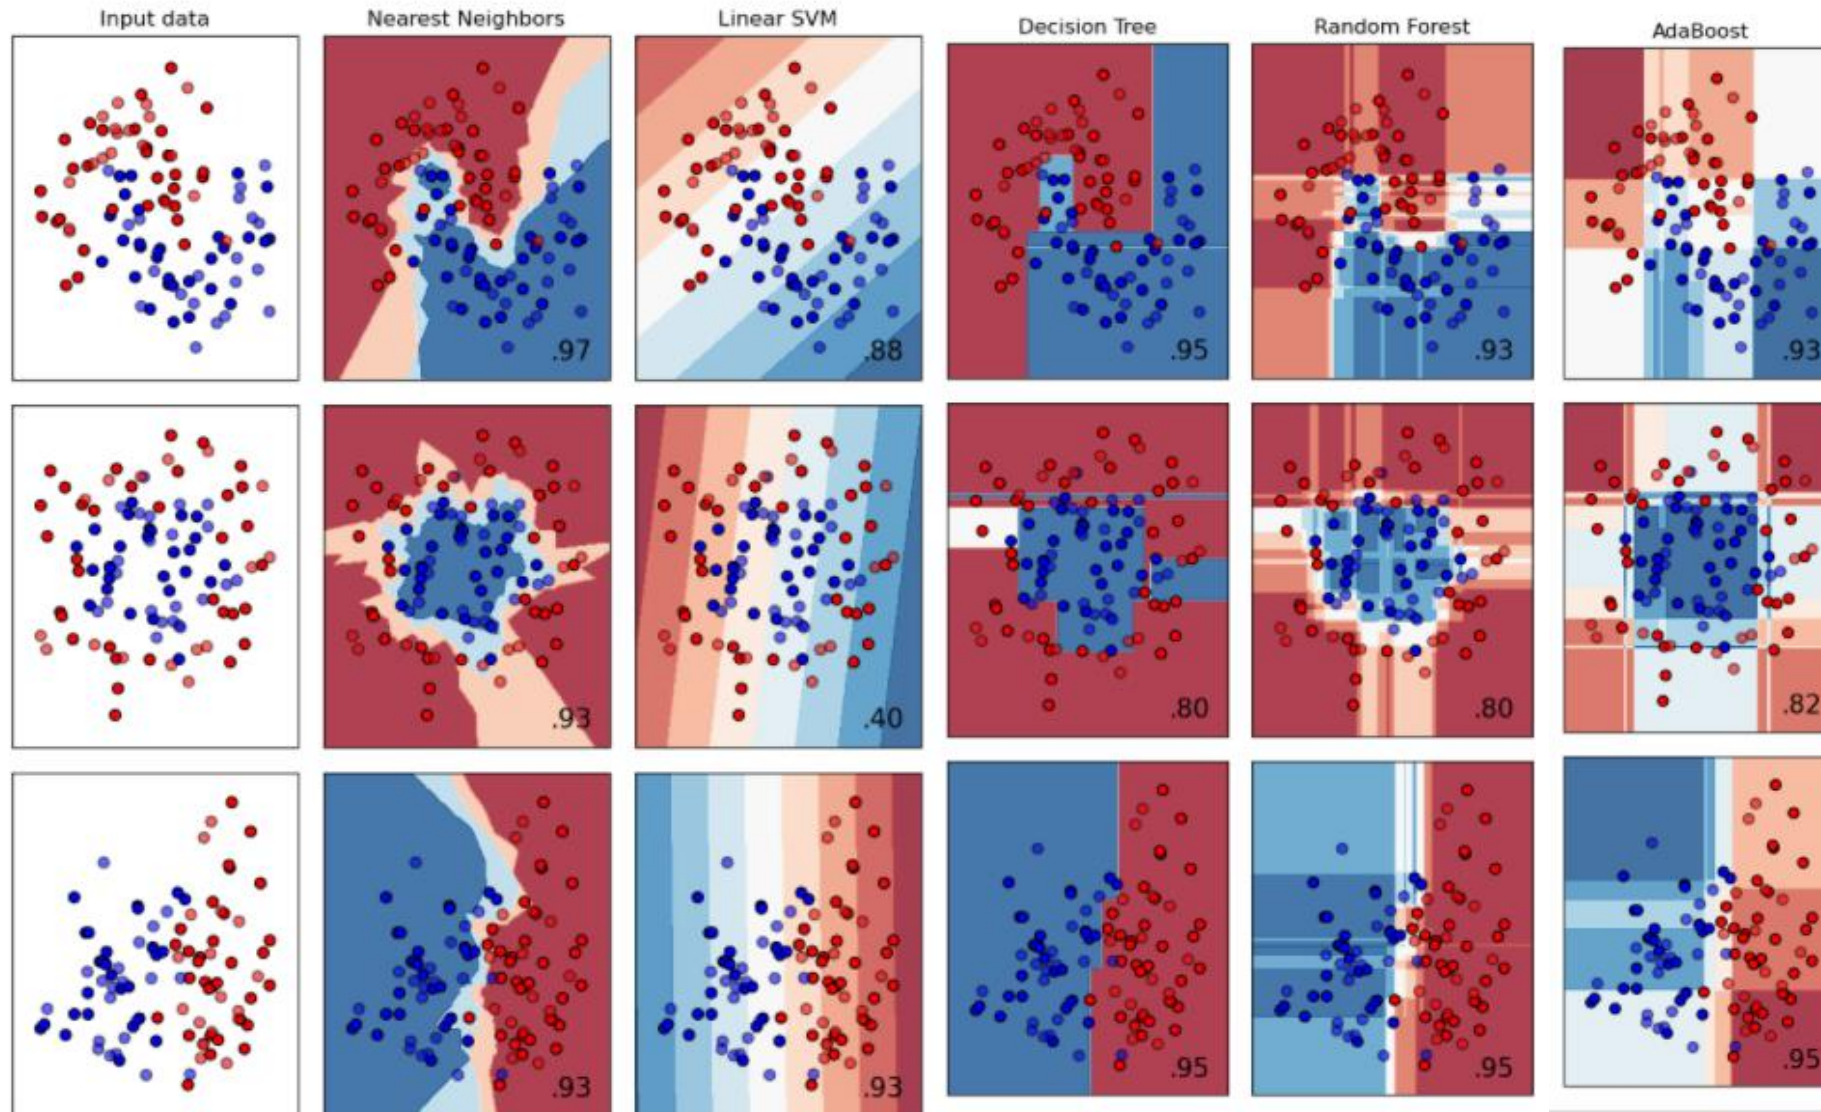 Input data Nearest Neighbors Linear SVM Decision Tree Random Forest AdaBoost
.97 .88 .95 .93 .93
.93 .40 .80 .80 .82
.93 .93 .95 .95 .95